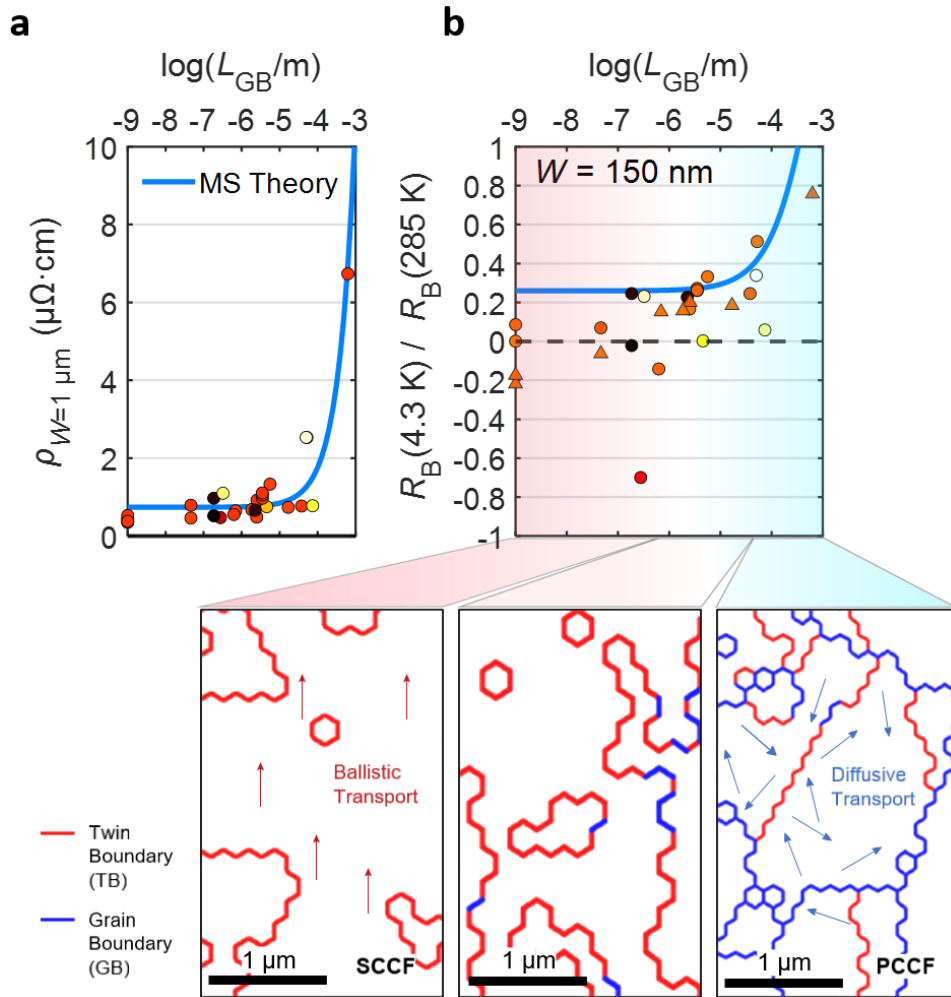 a
log(L_GB/m)
-9 -8 -7 -6 -5 -4 -3
10
8
6
4
2
0
MS Theory
ρ_W=1 μm (μΩ·cm)
b
log(L_GB/m)
-9 -8 -7 -6 -5 -4 -3
1
0.8
0.6
0.4
0.2
0
-0.2
-0.4
-0.6
-0.8
-1
W = 150 nm
R_B(4.3 K) / R_B(285 K)
Twin
Boundary
(TB)
Grain
Boundary
(GB)
Ballistic
Transport
1 μm
SCCF
1 μm
Diffusive
Transport
1 μm
PCCF